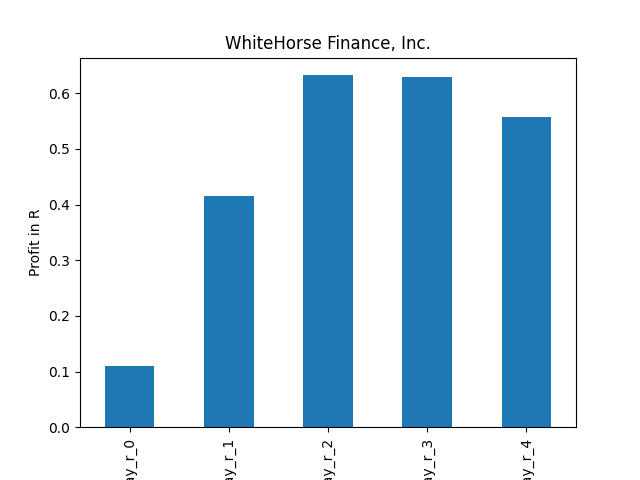 WhiteHorse Finance, Inc.
Profit in R
0.6
0.5
0.4
0.3
0.2
0.1
0.0
ay_r_0
ay_r_1
ay_r_2
ay_r_3
ay_r_4